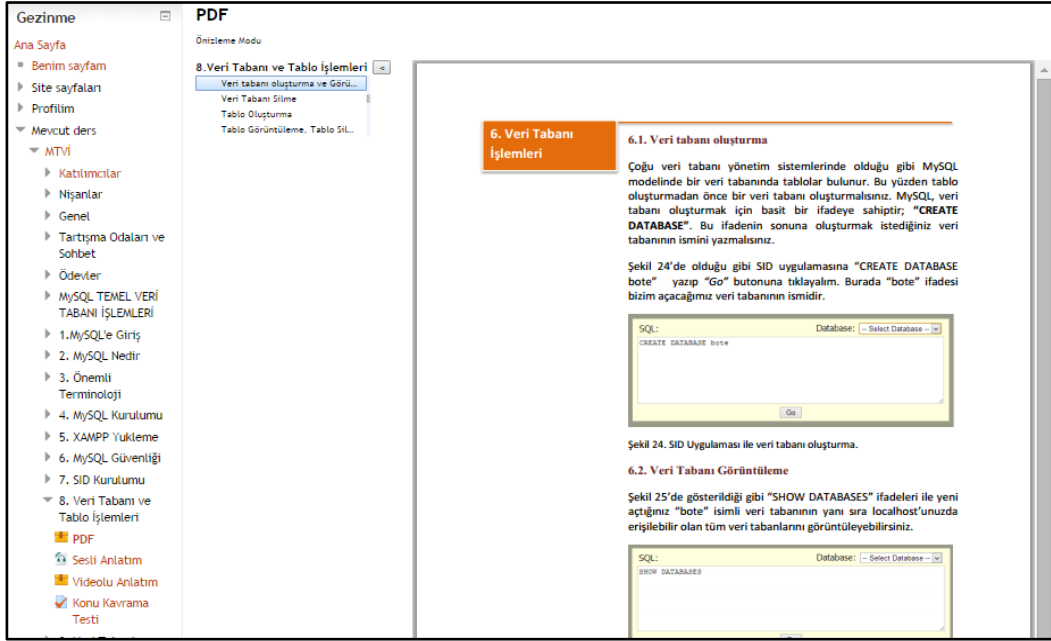 Gezinme
Ana Sayfa
Benim sayfam
Site sayfaları
Profilim
Mevcut ders
MTVİ
Katılımcılar
Nişanlar
Genel
Tartışma Odaları ve
Sohbet
Ödevler
MySQL TEMEL VERİ
TABANI İŞLEMLERİ
1.MySQL'e Giriş
2. MySQL Nedir
3. Önemli
Terminoloji
4. MySQL Kurulumu
5. XAMPP Yukleme
6. MySQL Güvenliği
7. SID Kurulumu
8. Veri Tabanı ve
Tablo İşlemleri
PDF
Sesli Anlatım
Videolu Anlatım
Konu Kavrama
Testi
PDF
Önizleme Modu
8.Veri Tabanı ve Tablo İşlemleri <
Veri tabanı oluşturma ve Görü...
Veri Tabanı Silme
Tablo Oluşturma
Tablo Görüntüleme, Tablo Sil...
6. Veri Tabanı
İşlemleri
6.1. Veri tabanı oluşturma
Çoğu veri tabanı yönetim sistemlerinde olduğu gibi MySQL
modelinde bir veri tabanında tablolar bulunur. Bu yüzden tablo
oluşturmadan önce bir veri tabanı oluşturmalısınız. MySQL, veri
tabanı oluşturmak için basit bir ifadeye sahiptir; “CREATE
DATABASE”. Bu ifadenin sonuna oluşturmak istediğiniz veri
tabanının ismini yazmalısınız.
Şekil 24’de olduğu gibi SID uygulamasına “CREATE DATABASE
bote” yazıp “Go” butonuna tıklayalım. Burada “bote” ifadesi
bizim açacağımız veri tabanının ismidir.
SQL: Database: -- Select Database --
CREATE DATABASE bote
Go
Şekil 24. SID Uygulaması ile veri tabanı oluşturma.
6.2. Veri Tabanı Görüntüleme
Şekil 25’de gösterildiği gibi “SHOW DATABASES” ifadeleri ile yeni
açtığınız “bote” isimli veri tabanının yanı sıra localhost’unuzda
erişilebilir olan tüm veri tabanlarını görüntüleyebilirsiniz.
SQL: Database: -- Select Database --
SHOW DATABASES